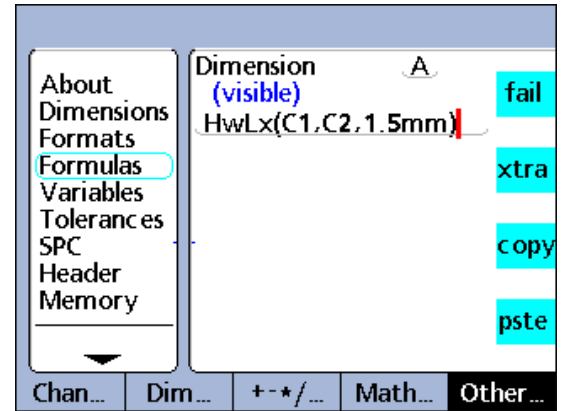 About
Dimensions
Formats
Formulas
Variables
Tolerances
SPC
Header
Memory
Dimension A
(visible)
HwLx(C1,C2,1.5mm)
fail
xtra
copy
pste
Chan... Dim... +-*/... Math... Other...